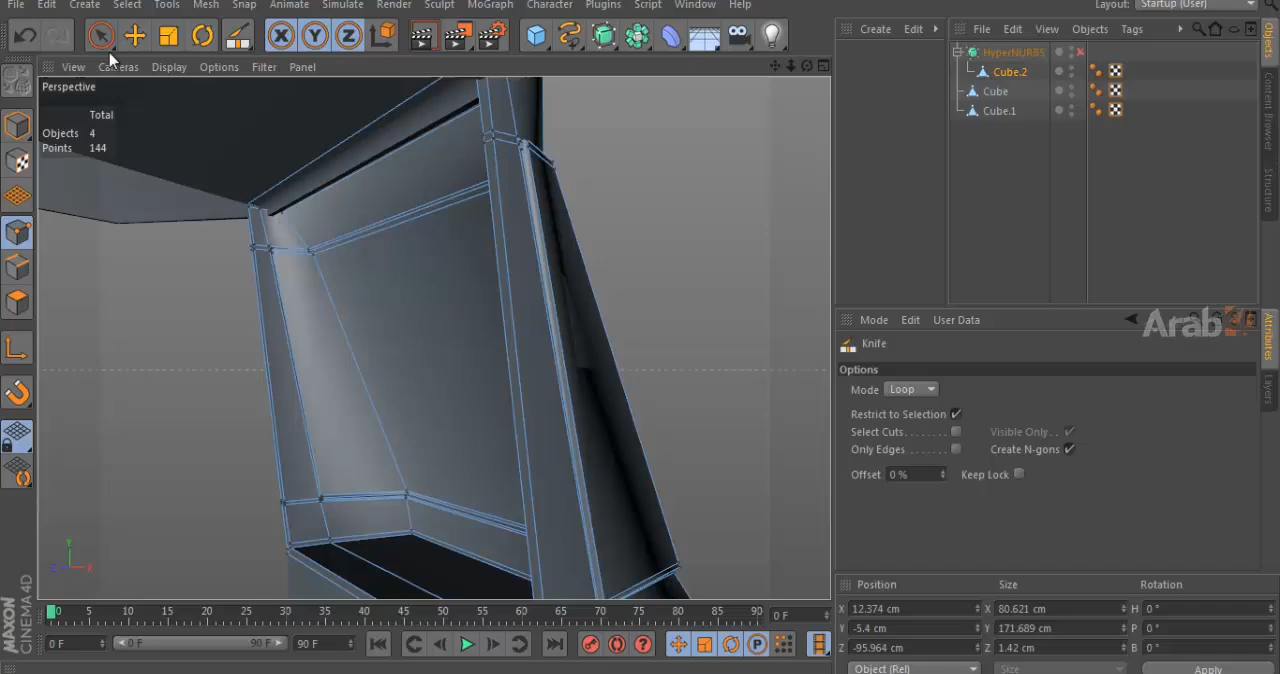 File Edit Create Select Tools Mesh Snap Animate Simulate Render Sculpt MoGraph Character Plugins Script Window Help
Layout: Startup (User)
View Cameras Display Options Filter Panel
Create Edit
File Edit View Objects Tags
Perspective
Total
Objects 4
Points 144
HyperNURBS
Cube.2
Cube
Cube.1
Objects
Content Browser
Structure
Mode Edit User Data
Arab
Knife
Options
Mode Loop
Restrict to Selection
Select Cuts Visible Only
Only Edges Create N-gons
Offset 0 % Keep Lock
Attributes
Layers
Y
Z X
0 5 10 15 20 25 30 35 40 45 50 55 60 65 70 75 80 85 90 0 F
0 F 0 F 90 F 90 F
P
Position Size Rotation
X 12.374 cm X 80.621 cm H 0 °
Y -5.4 cm Y 171.689 cm P 0 °
Z -95.964 cm Z 1.42 cm B 0 °
Object (Rel) Size Apply
MAXON
CINEMA 4D